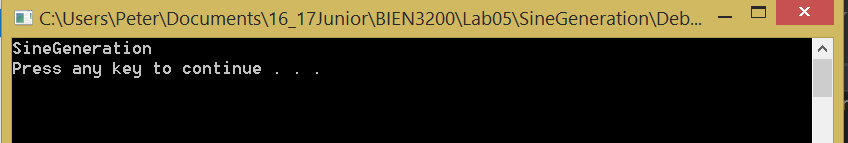 C:\Users\Peter\Documents\16_17Junior\BIEN3200\Lab05\SineGeneration\Deb...
SineGeneration
Press any key to continue . . .